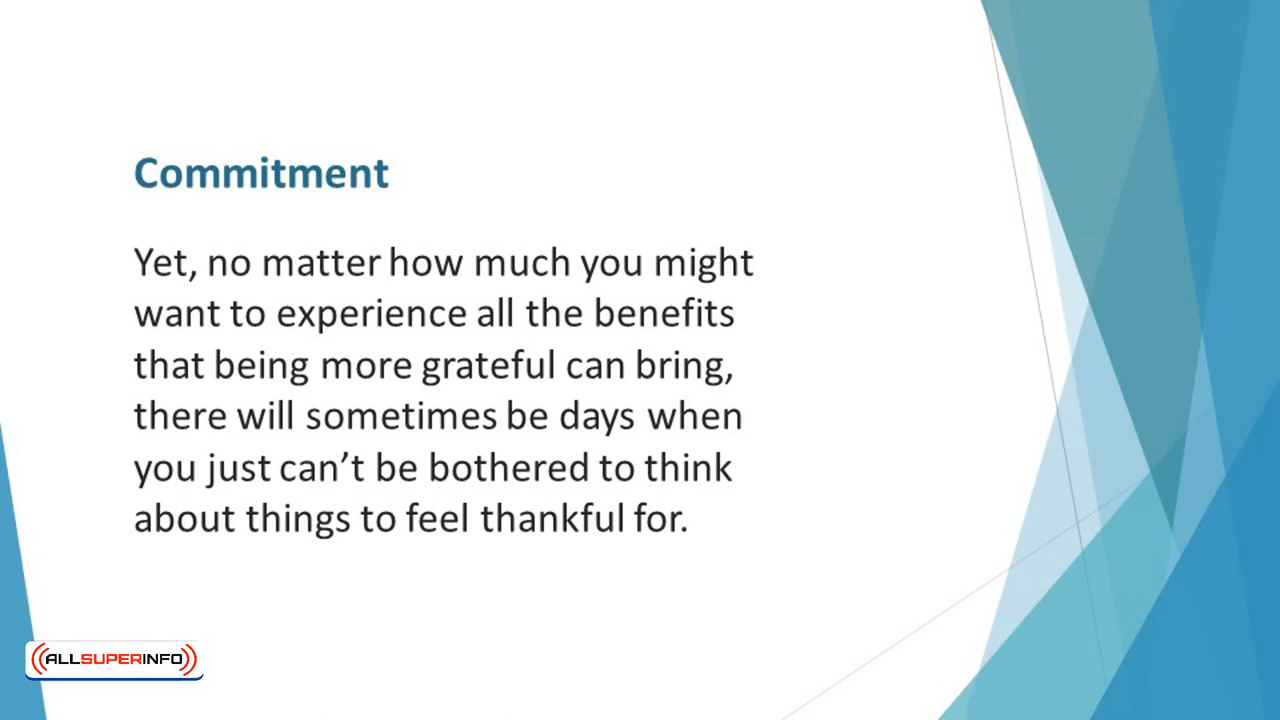 Commitment
Yet, no matter how much you might
want to experience all the benefits
that being more grateful can bring,
there will sometimes be days when
you just can’t be bothered to think
about things to feel thankful for.
ALLSUPERINFO